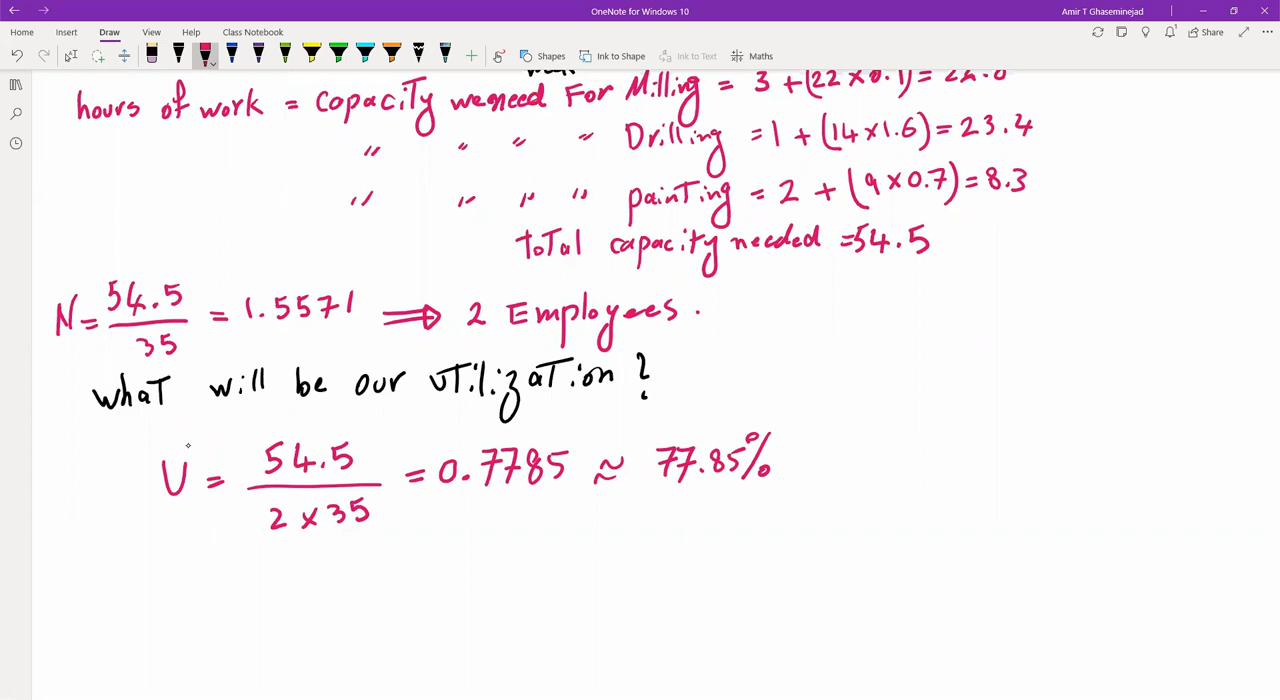 OneNote for Windows 10
Amir T Ghaseminejad
Home Insert Draw View Help Class Notebook
Share
Shapes Ink to Shape Ink to Text Maths
hours of work = capacity we need For Milling = 3 + (22 × 0.
" " " " Drilling = 1 + (14 × 1.6) = 23.4
" " " " painting = 2 + (9 × 0.7) = 8.3
total capacity needed = 54.5
N = 54.5 / 35 = 1.5571 ⟹ 2 Employees.
what will be our utilization?
U = 54.5 / 2 × 35 = 0.7785 ≈ 77.85%